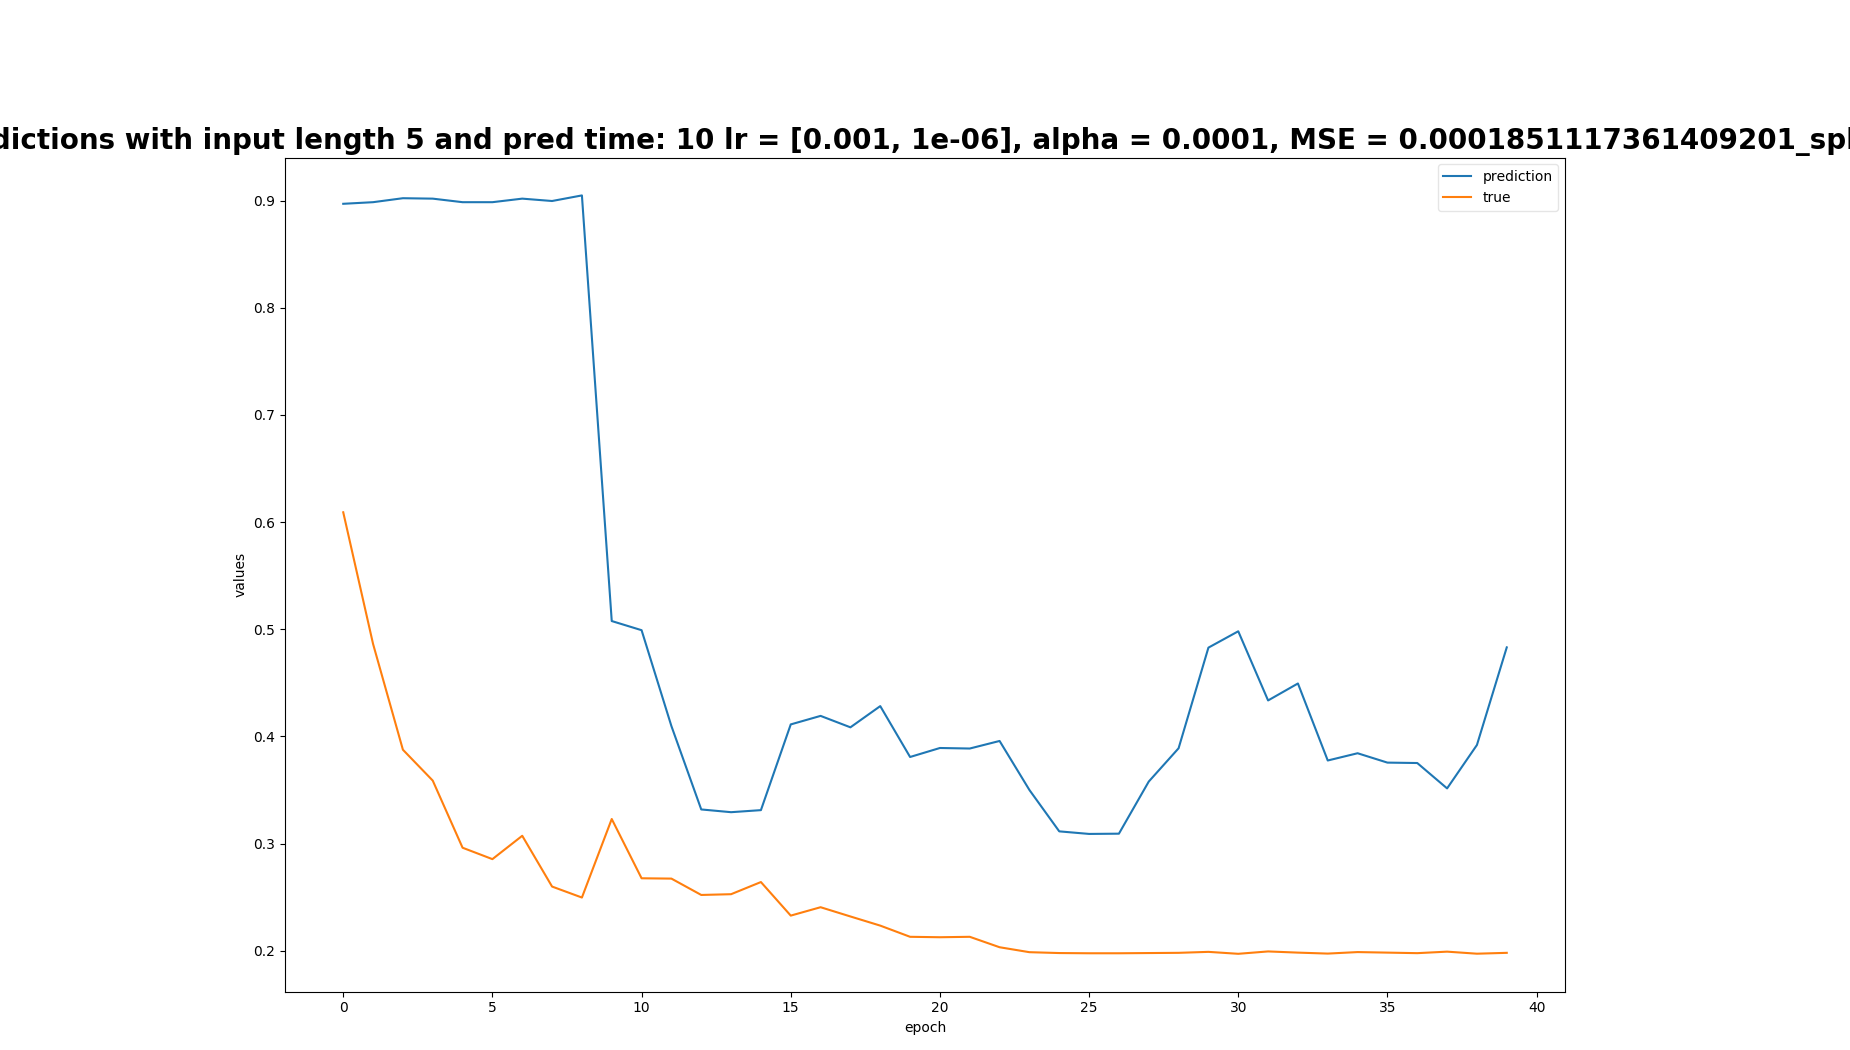 dictions with input length 5 and pred time: 10 lr = [0.001, 1e-06], alpha = 0.0001, MSE = 0.0001851117361409201_spl
prediction
true
0.9
0.8
0.7
0.6
0.5
0.4
0.3
0.2
values
0 5 10 15 20 25 30 35 40
epoch